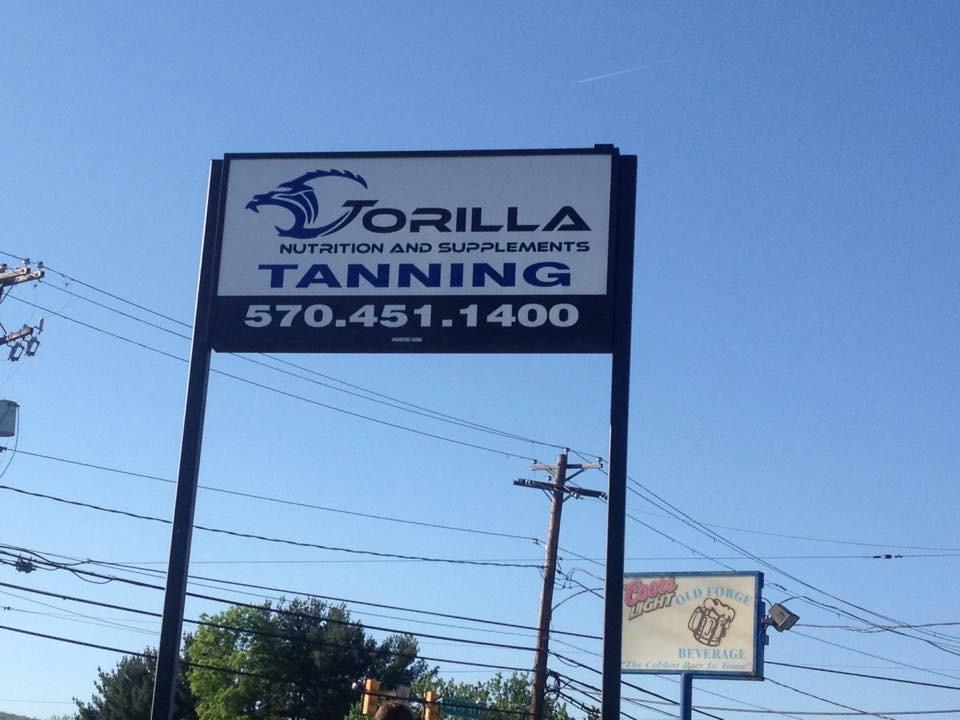 GORILLA
NUTRITION AND SUPPLEMENTS
TANNING
570.451.1400
Coors
LIGHT
OLD FORGE
BEVERAGE
"The Coldest Beer In Town"